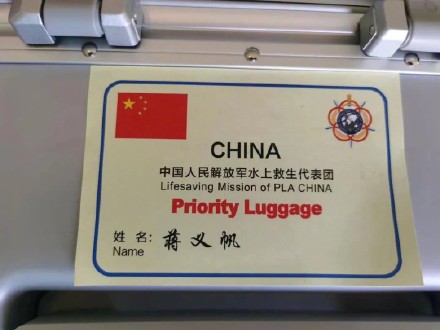 CHINA
中国人民解放军水上救生代表团
Lifesaving Mission of PLA CHINA
Priority Luggage
姓 名: 蒋义帆
Name